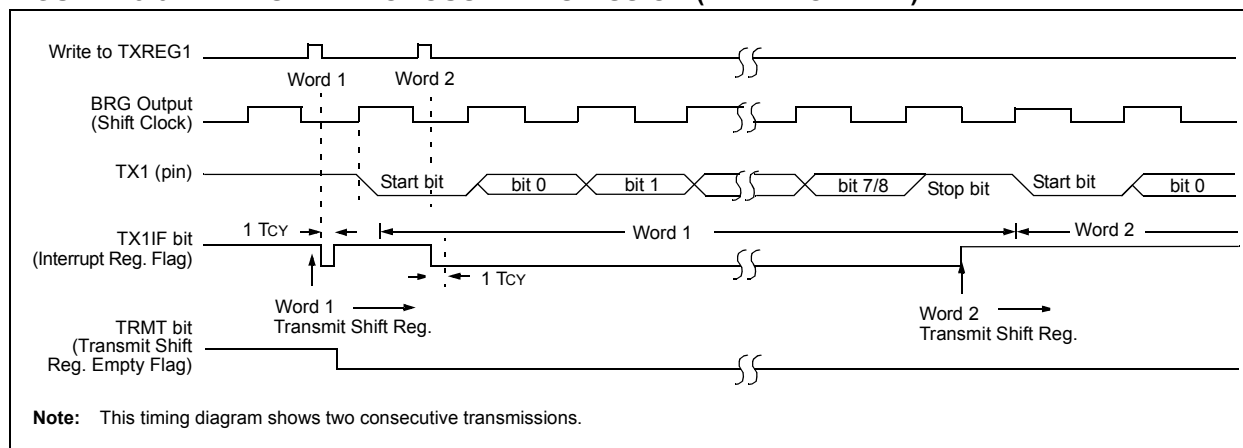 Write to TXREG1
Word 1
Word 2
BRG Output
(Shift Clock)
TX1 (pin)
Start bit
bit 0
bit 1
bit 7/8
Stop bit
Start bit
bit 0
1 TCY
TX1IF bit
(Interrupt Reg. Flag)
Word 1
Word 2
1 TCY
Word 1
Transmit Shift Reg.
Word 2
Transmit Shift Reg.
TRMT bit
(Transmit Shift
Reg. Empty Flag)
Note: This timing diagram shows two consecutive transmissions.